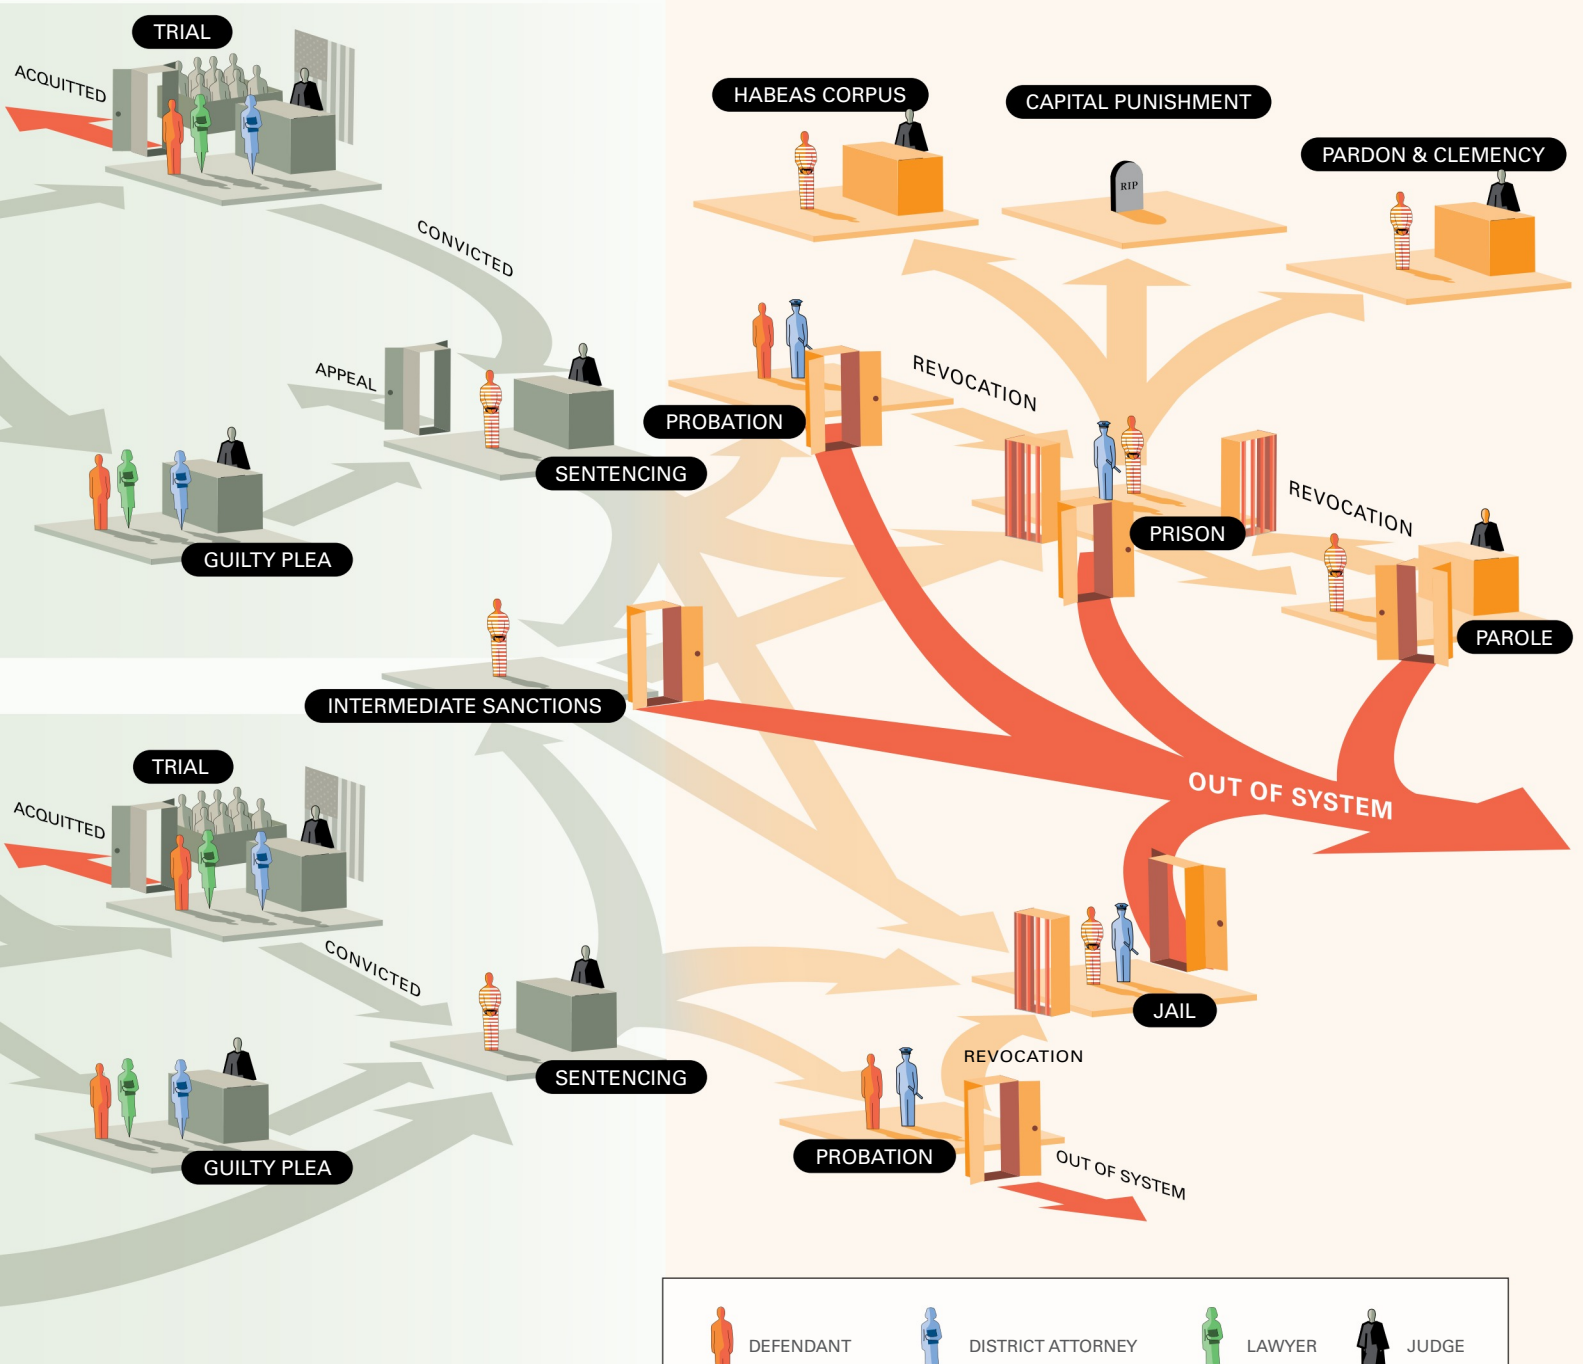 TRIAL
ACQUITTED
HABEAS CORPUS
CAPITAL PUNISHMENT
PARDON & CLEMENCY
RIP
CONVICTED
APPEAL
REVOCATION
PROBATION
SENTENCING
REVOCATION
PRISON
GUILTY PLEA
PAROLE
INTERMEDIATE SANCTIONS
TRIAL
OUT OF SYSTEM
ACQUITTED
CONVICTED
JAIL
REVOCATION
SENTENCING
PROBATION
OUT OF SYSTEM
GUILTY PLEA
DEFENDANT
DISTRICT ATTORNEY
LAWYER
JUDGE